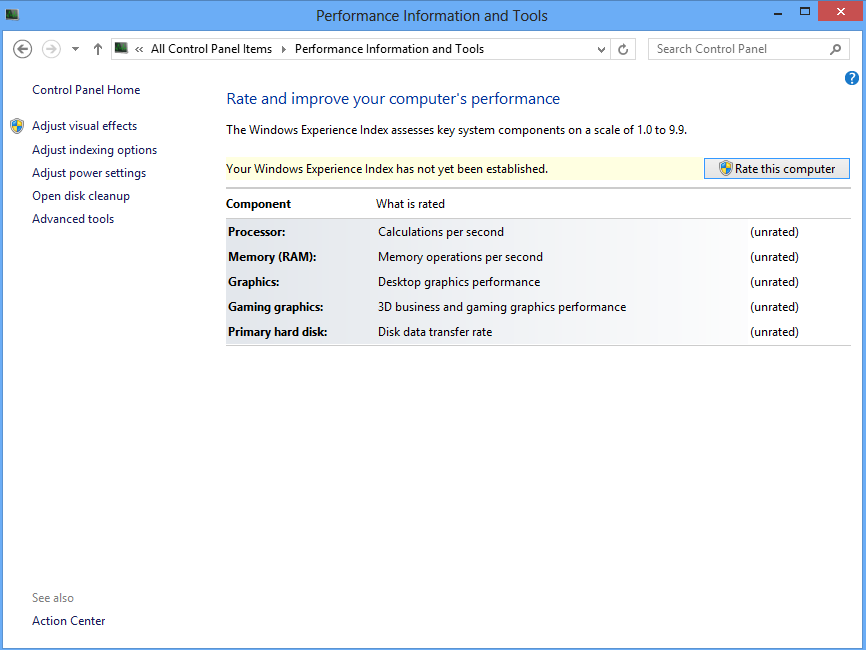 Performance Information and Tools
« All Control Panel Items Performance Information and Tools
Search Control Panel
Control Panel Home
Adjust visual effects
Adjust indexing options
Adjust power settings
Open disk cleanup
Advanced tools
Rate and improve your computer's performance
The Windows Experience Index assesses key system components on a scale of 1.0 to 9.9.
Your Windows Experience Index has not yet been established. Rate this computer
Component What is rated
Processor: Calculations per second (unrated)
Memory (RAM): Memory operations per second (unrated)
Graphics: Desktop graphics performance (unrated)
Gaming graphics: 3D business and gaming graphics performance (unrated)
Primary hard disk: Disk data transfer rate (unrated)
See also
Action Center